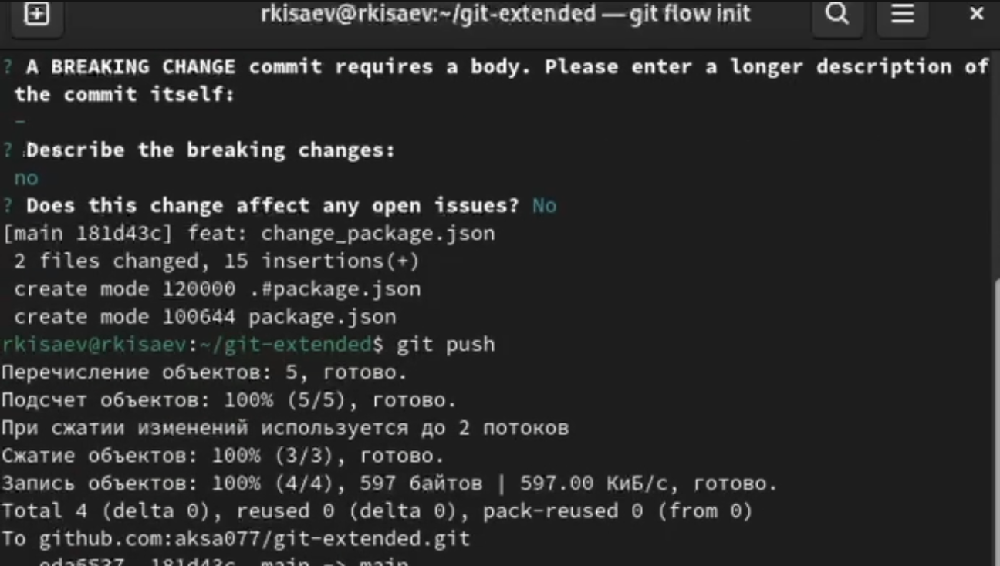 rkisaev@rkisaev:~/git-extended — git flow init
? A BREAKING CHANGE commit requires a body. Please enter a longer description of
the commit itself:
-
? Describe the breaking changes:
no
? Does this change affect any open issues? No
[main 181d43c] feat: change_package.json
2 files changed, 15 insertions(+)
create mode 120000 .#package.json
create mode 100644 package.json
rkisaev@rkisaev:~/git-extended$ git push
Перечисление объектов: 5, готово.
Подсчет объектов: 100% (5/5), готово.
При сжатии изменений используется до 2 потоков
Сжатие объектов: 100% (3/3), готово.
Запись объектов: 100% (4/4), 597 байтов | 597.00 КиБ/с, готово.
Total 4 (delta 0), reused 0 (delta 0), pack-reused 0 (from 0)
To github.com:aksa077/git-extended.git
181d43c main -> main